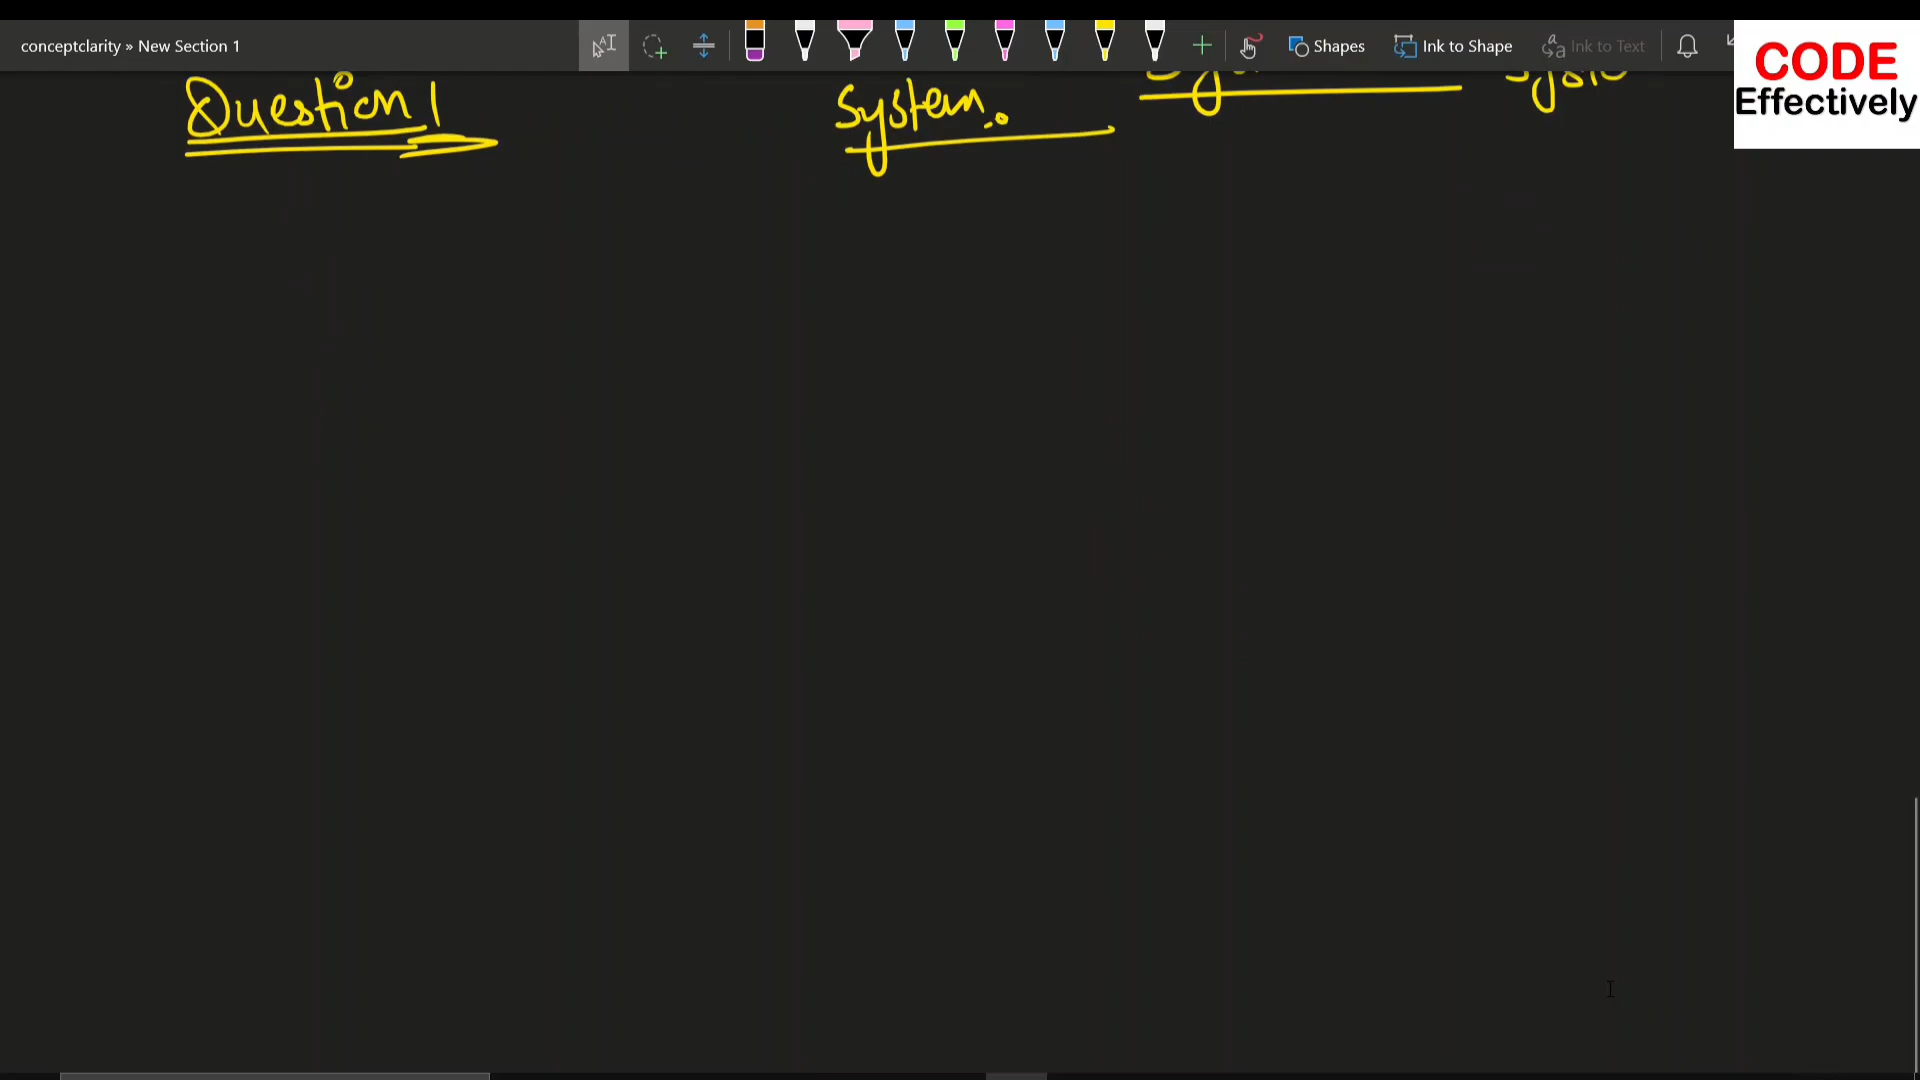 conceptclarity » New Section 1
Shapes
Ink to Shape
Ink to Text
CODE
Effectively
Question 1
System.